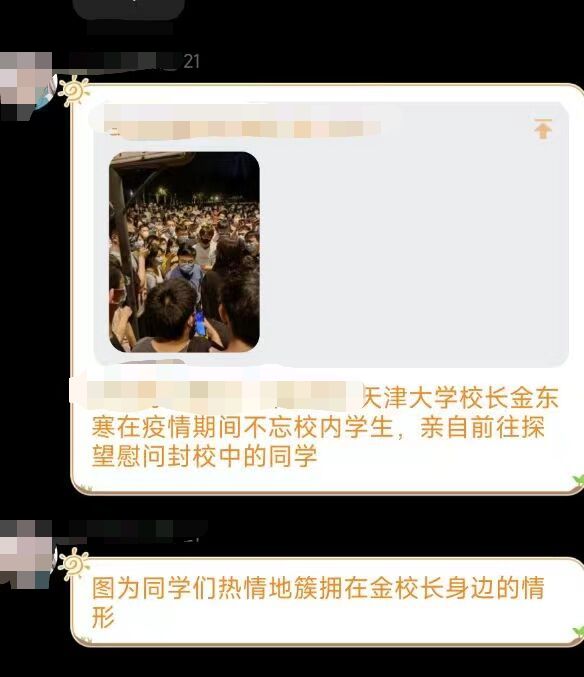 21
天津大学校长金东
寒在疫情期间不忘校内学生，亲自前往探
望慰问封校中的同学
图为同学们热情地簇拥在金校长身边的情
形